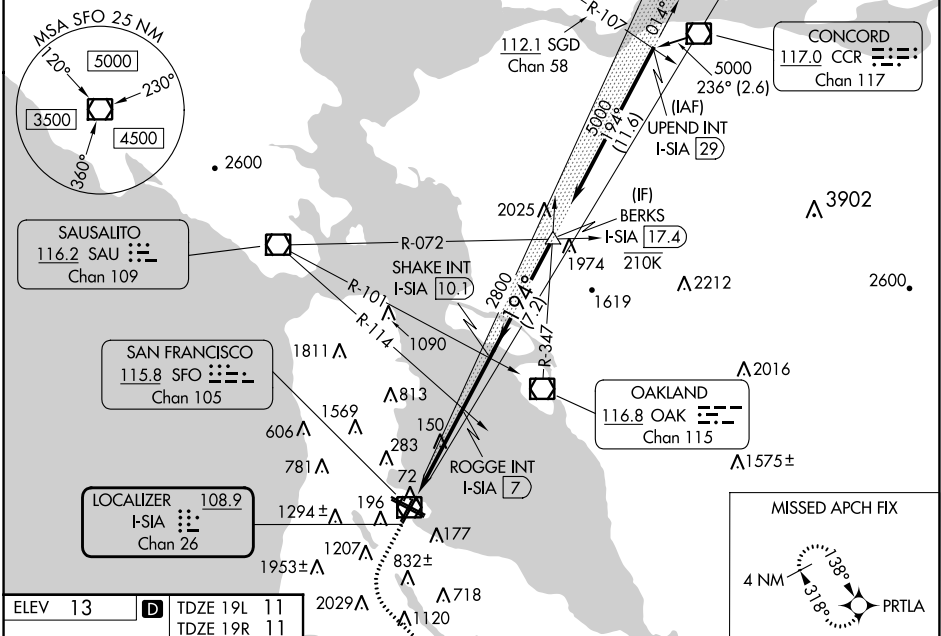 MSA SFO 25 NM
120°
5000
230°
3500
4500
360°
2600
R-107
014°
112.1 SGD
Chan 58
5000
236° (2.6)
CONCORD
117.0 CCR
Chan 117
(IAF)
UPEND INT
I-SIA 29
5000
194°
(11.6)
2025
(IF)
BERKS
I-SIA 17.4
210K
1974
3902
SAUSALITO
116.2 SAU
Chan 109
R-072
SHAKE INT
I-SIA 10.1
2800
194°
(7.2)
1619
2212
2600
R-101
R-114
1090
R-347
SAN FRANCISCO
115.8 SFO
Chan 105
1811
813
2016
OAKLAND
116.8 OAK
Chan 115
606
1569
150
283
781
72
ROGGE INT
I-SIA 7
1575±
LOCALIZER 108.9
I-SIA
Chan 26
1294±
196
177
1207
832±
1953±
2029
718
1120
MISSED APCH FIX
4 NM
138°
318°
PRTLA
ELEV 13
D
TDZE 19L 11
TDZE 19R 11